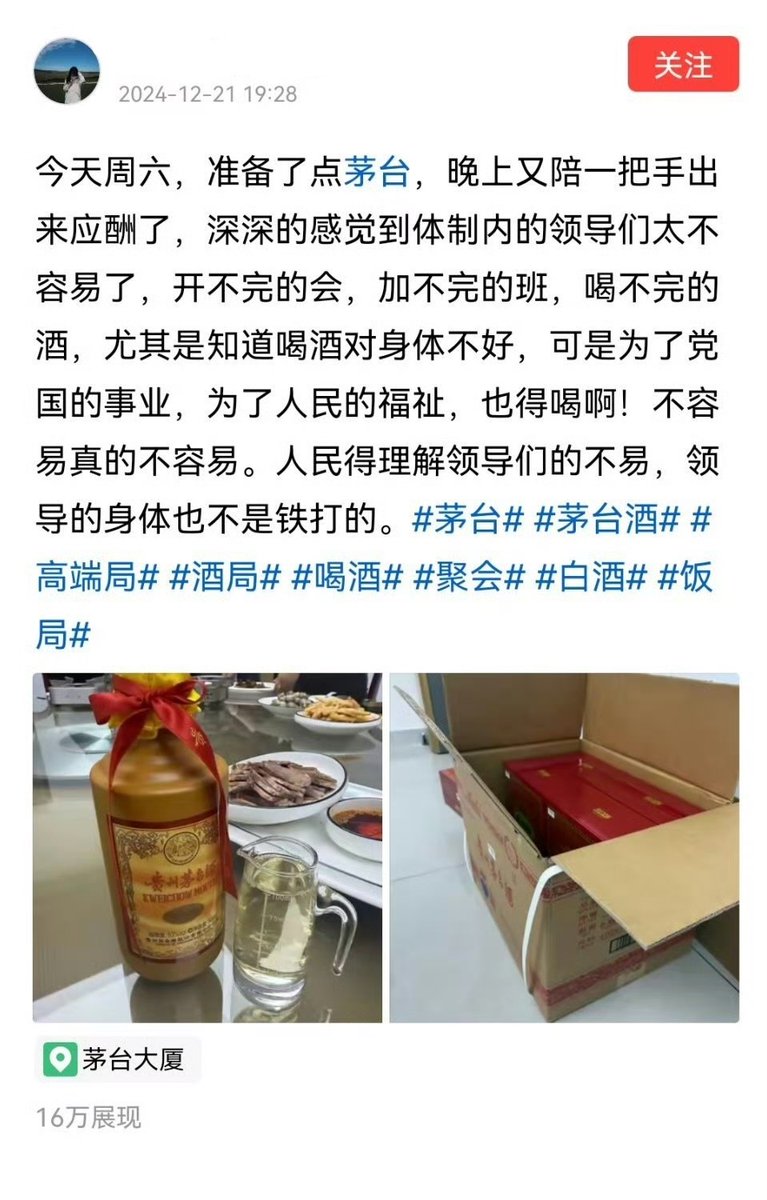 关注
2024-12-21 19:28
今天周六，准备了点茅台，晚上又陪一把手出
来应酬了，深深的感觉到体制内的领导们太不
容易了，开不完的会，加不完的班，喝不完的
酒，尤其是知道喝酒对身体不好，可是为了党
国的事业，为了人民的福祉，也得喝啊！不容
易真的不容易。人民得理解领导们的不易，领
导的身体也不是铁打的。#茅台# #茅台酒# #
高端局# #酒局# #喝酒# #聚会# #白酒# #饭
局#
贵州茅台酒
KWEICHOW MOUTAI
茅台大厦
16万展现